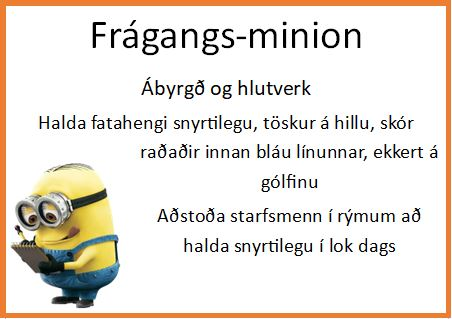 Frágangs-minion
Ábyrgð og hlutverk
Halda fatahengi snyrtilegu, töskur á hillu, skór
raðaðir innan bláu línunnar, ekkert á
gólfinu
Aðstoða starfsmenn í rýmum að
halda snyrtilegu í lok dags